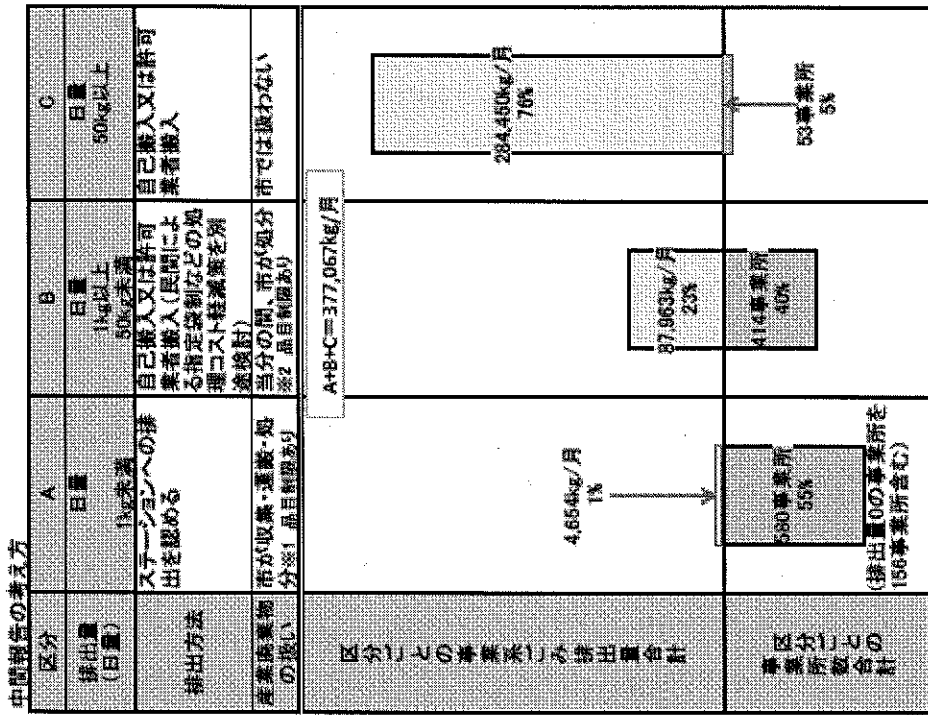 中間報告の考え方
区分
A
B
C
排出量
(日量)
日量
1kg未満
日量
1kg以上
50kg未満
日量
50kg以上
排出方法
ステーションへの排
出を認める
自己搬入又は許可
業者搬入(民間によ
る指定袋制などの処
理コスト軽減策を別
途検討)
自己搬入又は許可
業者搬入
産業廃棄物
の扱い
市が収集・運搬・処
分※1 品目制限あり
当分の間、市が処分
※2 品目制限あり
市では扱わない
区分ごとの事業系ごみ排出量合計
A+B+C=377,067kg/月
4,654kg/月
1%
87,963kg/月
23%
284,450kg/月
76%
区分ごとの
事業所数合
計
580事業所
55%
(排出量0の事業所を
156事業所含む)
414事業所
40%
53事業所
5%